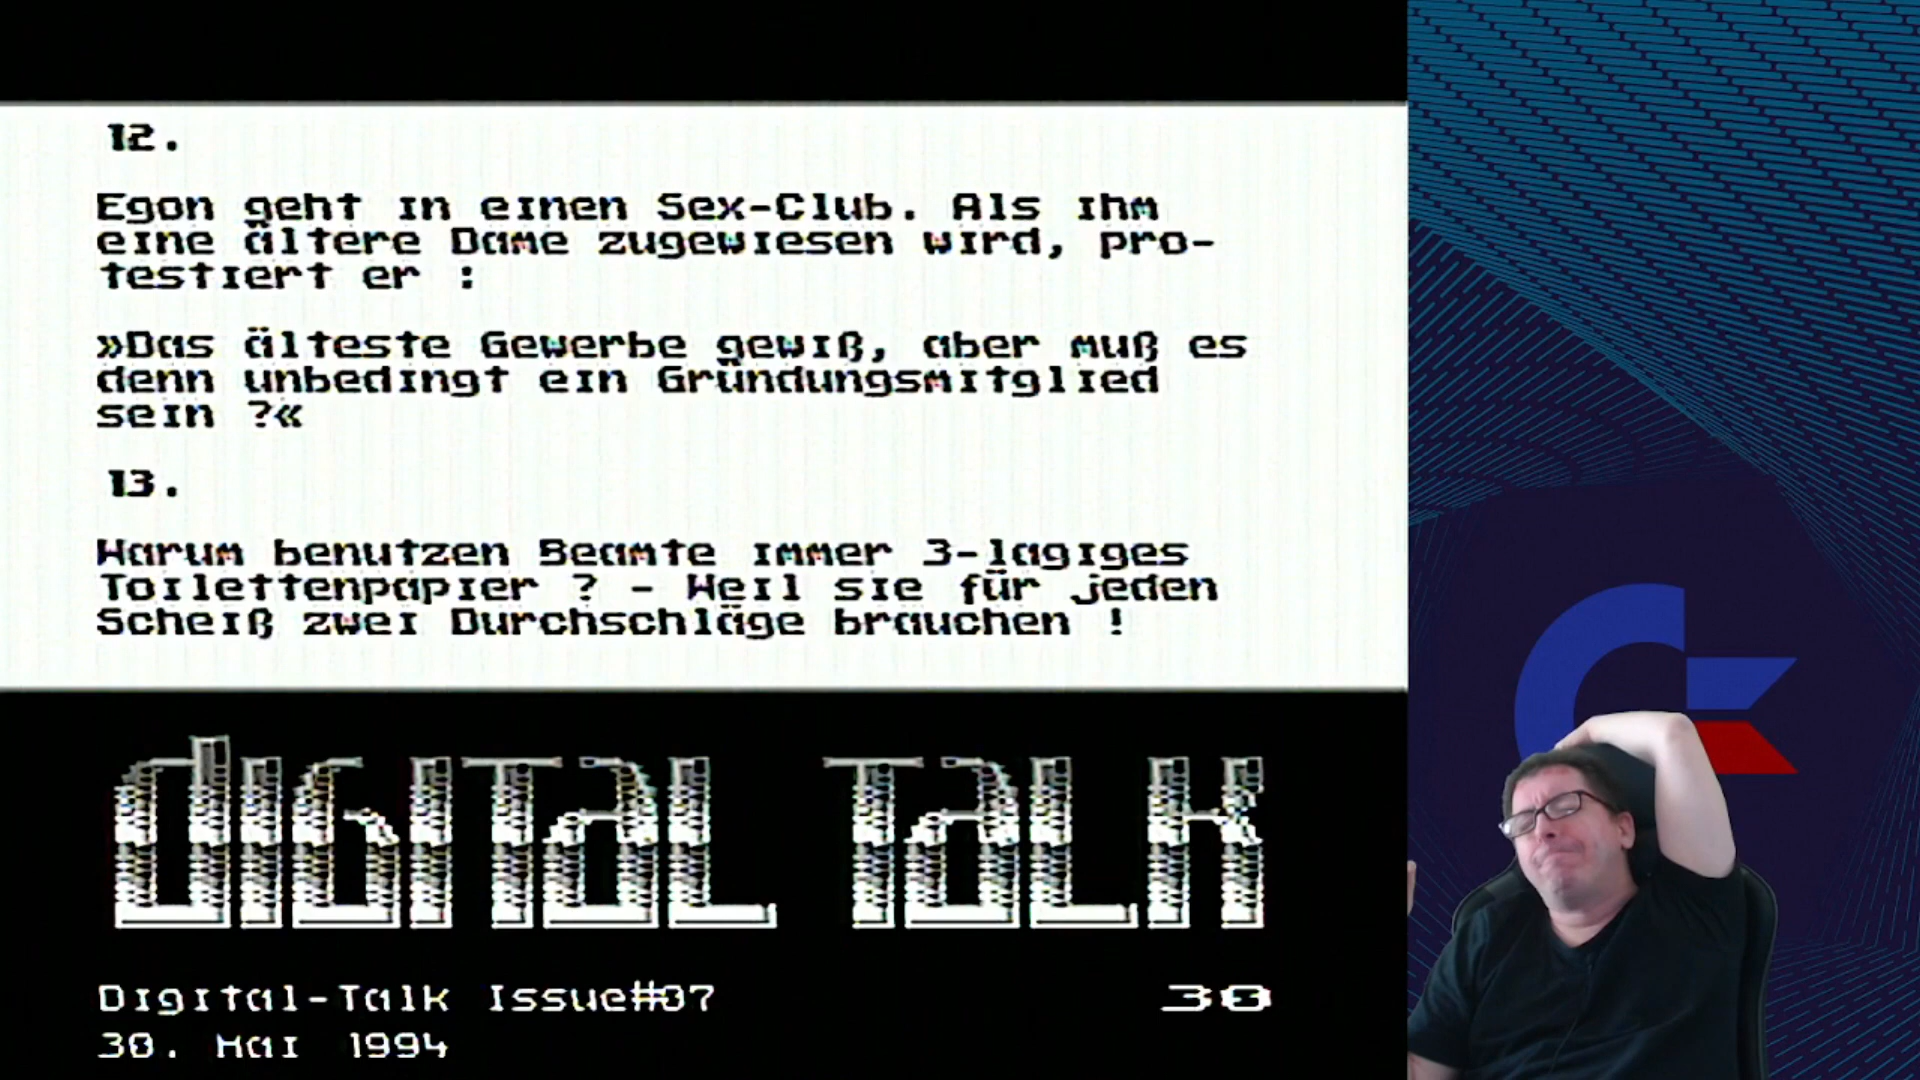 12.
Egon geht in einen Sex-Club. Als ihm
eine ältere Dame zugewiesen wird, pro-
testiert er :
»Das älteste Gewerbe gewiß, aber muß es
denn unbedingt ein Gründungsmitglied
sein ?«
13.
Warum benutzen Beamte immer 3-lagiges
Toilettenpapier ? - Weil sie für jeden
Scheiß zwei Durchschläge brauchen !
DIGITAL TALK
Digital-Talk Issue#07
30
30. Mai 1994